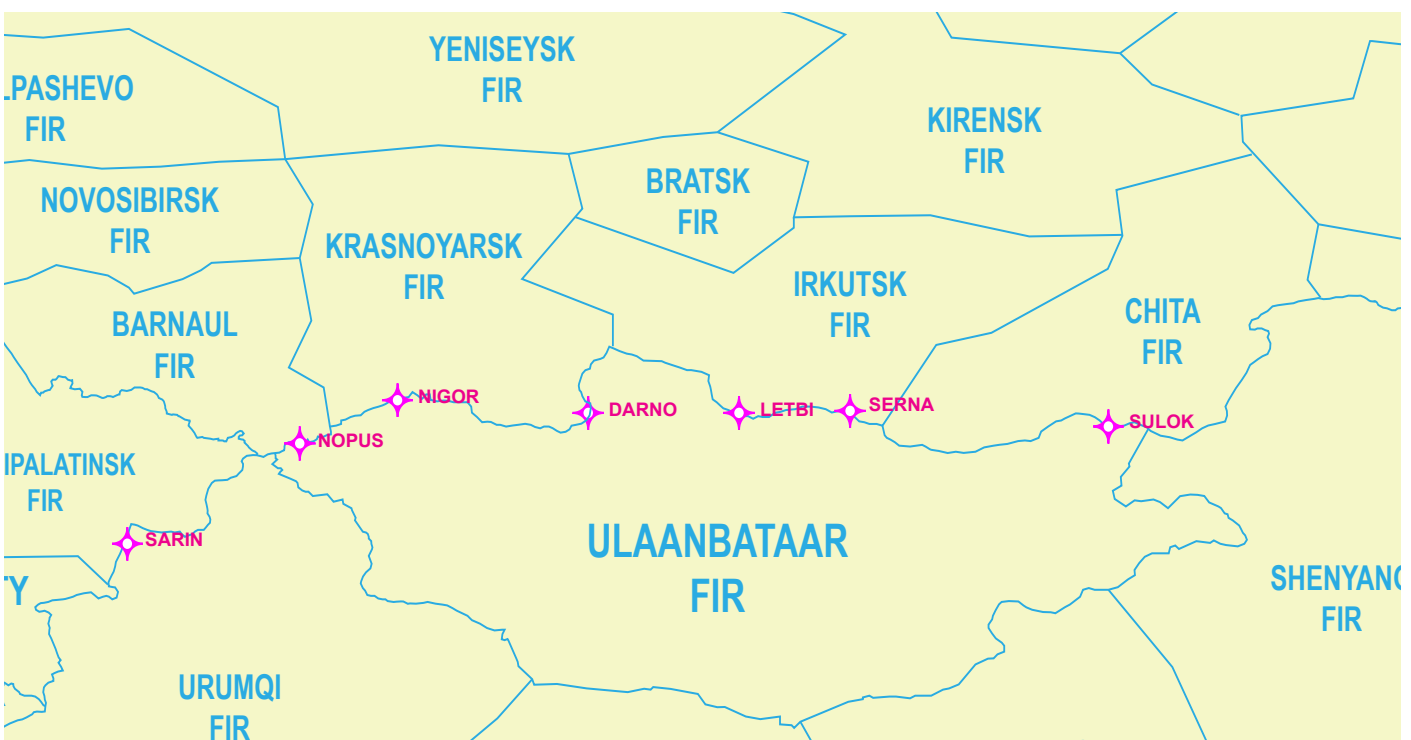 YENISEYSK
FIR
LPASHEVO
FIR
KIRENSK
FIR
BRATSK
FIR
NOVOSIBIRSK
FIR
KRASNOYARSK
FIR
IRKUTSK
FIR
CHITA
FIR
BARNAUL
FIR
NIGOR
DARNO
LETBI
SERNA
SULOK
NOPUS
IPALATINSK
FIR
SARIN
ULAANBATAAR
FIR
TY
SHENYANG
FIR
URUMQI
FIR